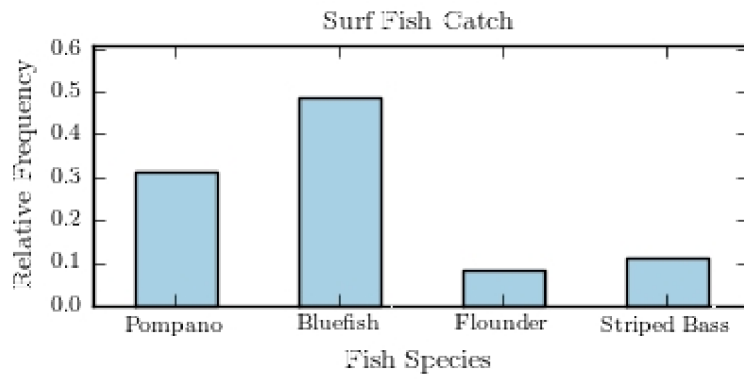 Surf Fish Catch
0.6
0.5
0.4
0.3
0.2
0.1
0.0
Relative Frequency
Pompano Bluefish Flounder Striped Bass
Fish Species